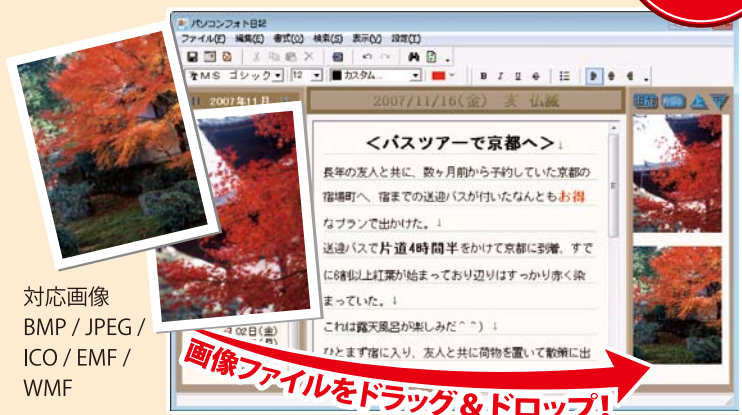 パソコンフォト日記
ファイル(F) 編集(E) 書式(O) 検索(S) 表示(V) 設定(T)
MS ゴシック 12 カスタム... B I U
2007年11月
2007/11/16(金) 亥 仏滅
追加 削除 上 下
<バスツアーで京都へ>↓
長年の友人と共に、数ヶ月前から予約していた京都の
宿場町へ、宿までの送迎バスが付いたなんともお得
なプランで出かけた。↓
送迎バスで片道4時間半をかけて京都に到着、すで
に6割以上紅葉が始まっており辺りはすっかり赤く染
まっていた。↓
これは露天風呂が楽しみだ^^)↓
ひとまず宿に入り、友人と共に荷物を置いて散策に出
02日(金)
対応画像
BMP / JPEG /
ICO / EMF /
WMF
画像ファイルをドラッグ&ドロップ!